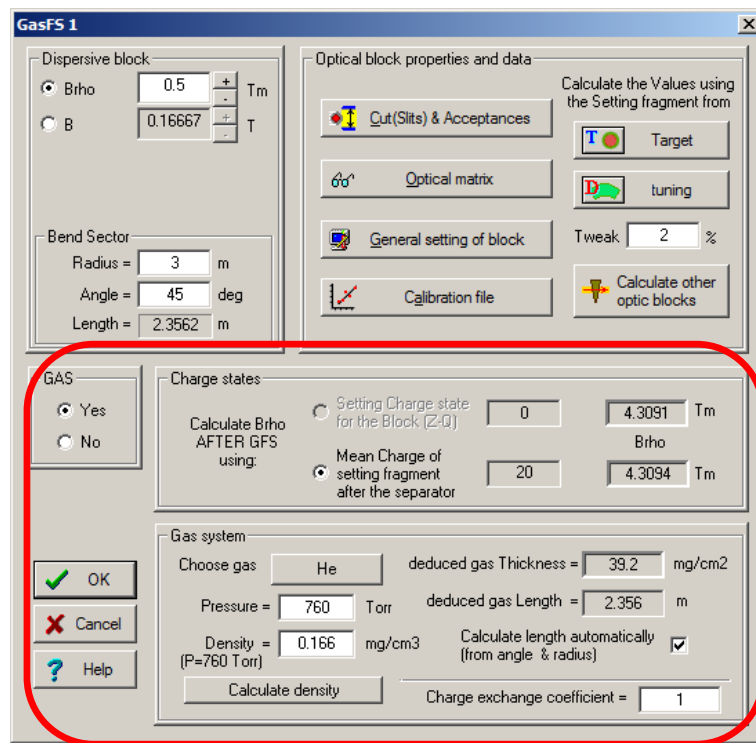 GasFS 1
Dispersive block
Brho 0.5 + - Tm
B 0.16667 + - T
Bend Sector
Radius = 3 m
Angle = 45 deg
Length = 2.3562 m
Optical block properties and data
Cut(Slits) & Acceptances
Optical matrix
General setting of block
Calibration file
Calculate the Values using
the Setting fragment from
T Target
D tuning
Tweak 2 %
Calculate other
optic blocks
GAS
Yes
No
Charge states
Calculate Brho
AFTER GFS
using:
Setting Charge state
for the Block (Z-Q)
0
4.3091 Tm
Brho
Mean Charge of
setting fragment
after the separator
20
4.3094 Tm
OK
Cancel
? Help
Gas system
Choose gas He
Pressure = 760 Torr
Density = 0.166 mg/cm3
(P=760 Torr)
Calculate density
deduced gas Thickness = 39.2 mg/cm2
deduced gas Length = 2.356 m
Calculate length automatically
(from angle & radius)
Charge exchange coefficient = 1